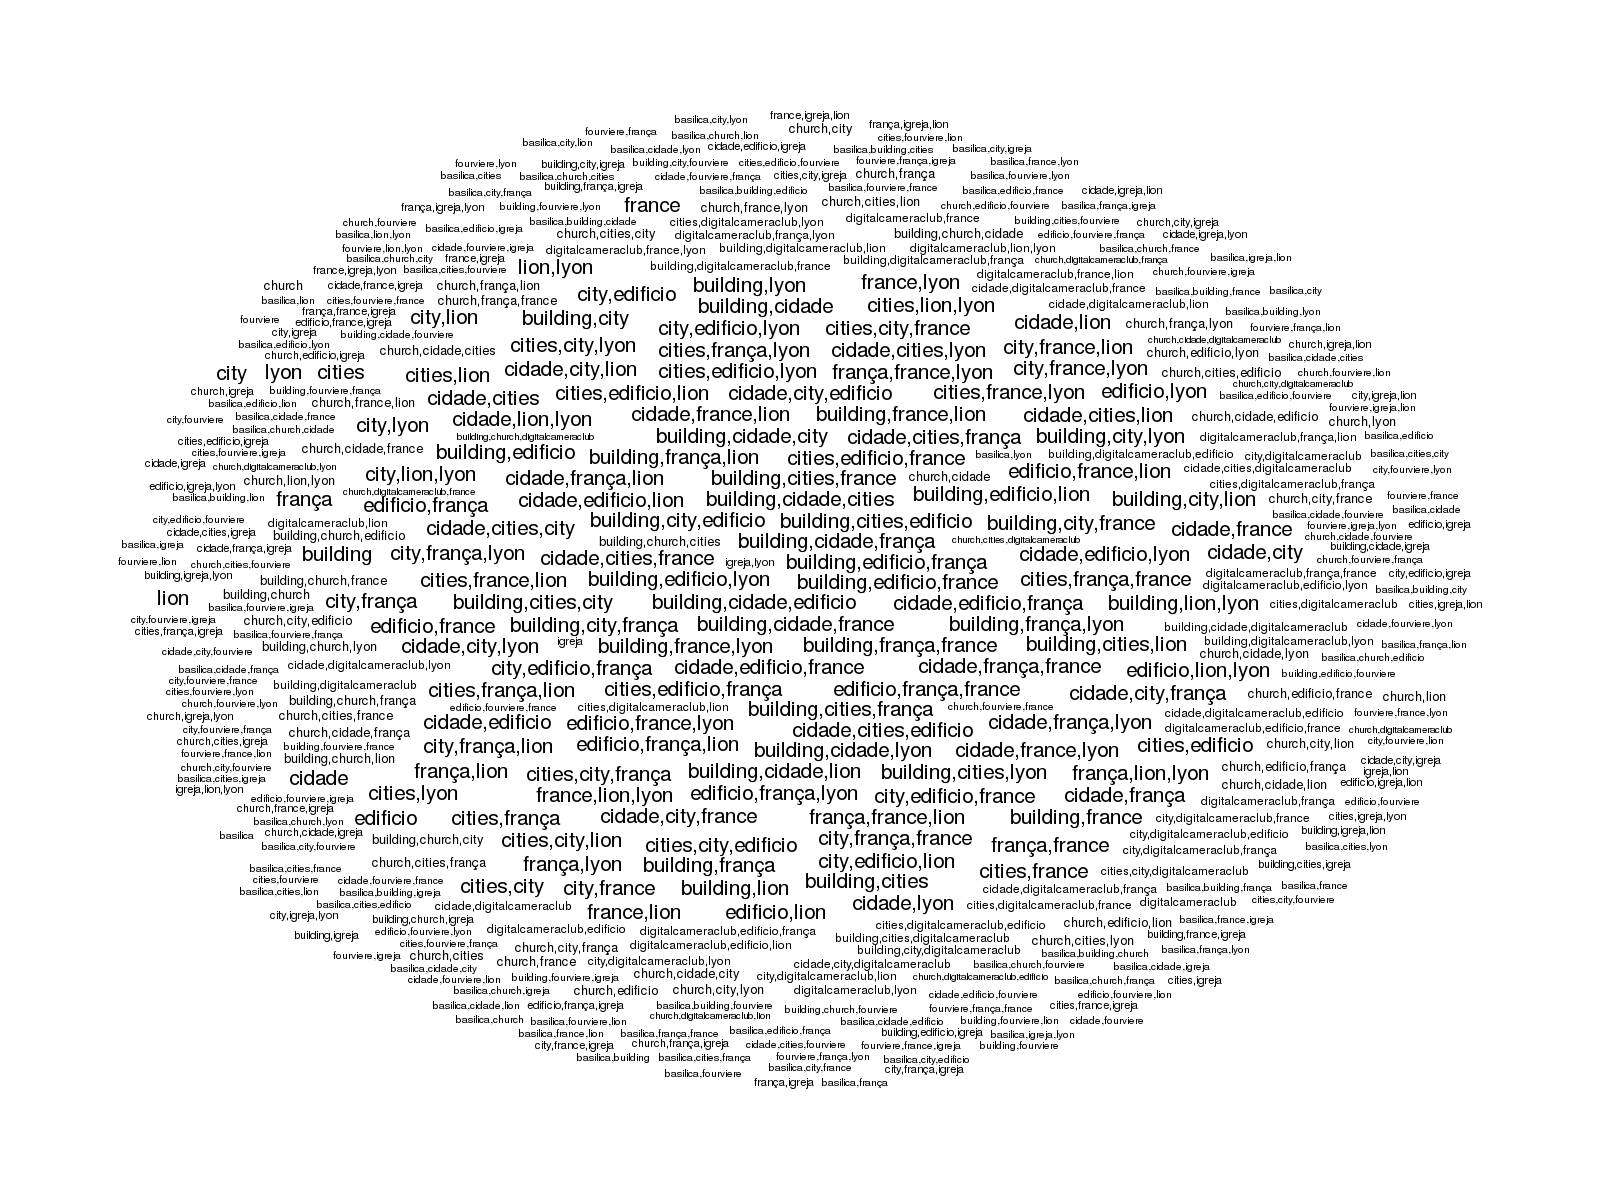 basilica,city,lyon france,igreja,lion
fourviere,frança basilica,church,lion church,city frança,igreja,lion
basilica,city,lion basilica,cidade,lyon cidade,edificio,igreja basilica,building,cities cities,fourviere,lion basilica,city,igreja
fourviere,lyon building,city,igreja building,city,fourviere cities,edificio,fourviere fourviere,frança,igreja basilica,france,lyon
basilica,cities basilica,church,cities cidade,fourviere,frança cities,city,igreja church,frança basilica,fourviere,lyon
basilica,city,frança building,frança,igreja basilica,building,edificio basilica,fourviere,france basilica,edificio,france cidade,igreja,lion
frança,igreja,lyon building,fourviere,lyon france church,france,lyon church,cities,lion church,edificio,fourviere basilica,frança,igreja
church,fourviere basilica,building,cidade cities,digitalcameraclub,lyon digitalcameraclub,france building,cities,fourviere church,city,igreja
basilica,lion,lyon basilica,edificio,igreja church,cities,city digitalcameraclub,frança,lyon building,church,cidade edificio,fourviere,frança cidade,igreja,lyon
fourviere,lion,lyon cidade,fourviere,igreja digitalcameraclub,france,lyon building,digitalcameraclub,lion digitalcameraclub,lion,lyon basilica,church,france
basilica,church,city france,igreja building,digitalcameraclub,frança church,digitalcameraclub,frança basilica,igreja,lion
france,igreja,lyon basilica,cities,fourviere lion,lyon building,digitalcameraclub,france digitalcameraclub,france,lion church,fourviere,igreja
church cidade,france,igreja church,frança,lion city,edificio building,lyon france,lyon cidade,digitalcameraclub,france basilica,building,france basilica,city
basilica,lion cities,fourviere,france church,frança,france building,cidade cities,lion,lyon cidade,digitalcameraclub,lion basilica,building,lyon
frança,france,igreja city,lion building,city
fourviere edificio,france,igreja city,edificio,lyon cities,city,france cidade,lion church,frança,lyon fourviere,frança,lion
city,igreja building,cidade,fourviere
basilica,edificio,lyon church,edificio,igreja church,cidade,cities cities,city,lyon cities,frança,lyon cidade,cities,lyon city,france,lion church,cidade,digitalcameraclub church,edificio,lyon church,igreja,lion basilica,cidade,cities
city lyon cities cities,lion cidade,city,lion cities,edificio,lyon frança,france,lyon city,france,lyon church,cities,edificio church,fourviere,lion
church,igreja building,fourviere,frança church,city,digitalcameraclub
basilica,edificio,lion church,france,lion cidade,cities cities,edificio,lion cidade,city,edificio cities,france,lyon edificio,lyon basilica,edificio,fourviere city,igreja,lion
city,fourviere basilica,cidade,france cidade,lion,lyon cidade,france,lion building,france,lion cidade,cities,lion church,cidade,edificio fourviere,igreja,lion
basilica,church,cidade city,lyon church,lyon
cities,edificio,igreja building,church,digitalcameraclub building,cidade,city cidade,cities,frança building,city,lyon digitalcameraclub,frança,lion basilica,edificio
cities,fourviere,igreja church,cidade,france building,edificio building,frança,lion cities,edificio,france basilica,lyon building,digitalcameraclub,edificio city,digitalcameraclub basilica,cities,city
cidade,igreja church,digitalcameraclub,lyon city,lion,lyon cidade,frança,lion building,cities,france church,cidade edificio,france,lion cidade,cities,digitalcameraclub city,fourviere,lyon
edificio,igreja,lyon church,lion,lyon cities,digitalcameraclub,frança
basilica,building,lion frança church,digitalcameraclub,france edificio,frança cidade,edificio,lion building,cidade,cities building,edificio,lion building,city,lion church,city,france fourviere,france
city,edificio,fourviere digitalcameraclub,lion cidade,cities,city building,city,edificio building,cities,edificio building,city,france cidade,france basilica,cidade,fourviere basilica,cidade
cidade,cities,igreja building,church,edificio fourviere,igreja,lyon edificio,igreja
basilica,igreja cidade,frança,igreja building city,frança,lyon cidade,cities,france building,church,cities building,cidade,frança church,cities,digitalcameraclub cidade,edificio,lyon cidade,city church,cidade,fourviere building,cidade,igreja
fourviere,lion church,cities,fourviere igreja,lyon building,edificio,frança church,fourviere,frança
building,igreja,lyon building,church,france cities,france,lion building,edificio,lyon building,edificio,france cities,frança,france digitalcameraclub,frança,france city,edificio,igreja
lion building,church city,frança building,cities,city building,cidade,edificio cidade,edificio,frança building,lion,lyon digitalcameraclub,edificio,lyon basilica,building,city
basilica,fourviere,igreja cities,digitalcameraclub cities,igreja,lion
city,fourviere,igreja church,city,edificio edificio,france building,city,frança building,cidade,france building,frança,lyon building,cidade,digitalcameraclub cidade,fourviere,lyon
cities,frança,igreja basilica,fourviere,frança
cidade,city,fourviere building,church,lyon cidade,city,lyon igreja building,france,lyon building,frança,france building,cities,lion building,digitalcameraclub,lyon basilica,frança,lion
basilica,cidade,frança cidade,digitalcameraclub,lyon city,edificio,frança cidade,edificio,france cidade,frança,france edificio,lion,lyon church,cidade,lyon basilica,church,edificio
city,fourviere,france building,digitalcameraclub building,edificio,fourviere
cities,fourviere,lyon cities,frança,lion cities,edificio,frança edificio,frança,france cidade,city,frança church,edificio,france church,lion
church,fourviere,lyon building,church,frança edificio,fourviere,france cities,digitalcameraclub,lion building,cities,frança church,fourviere,france
church,igreja,lyon church,cities,france cidade,edificio edificio,france,lyon cidade,cities,edificio cidade,frança,lyon cidade,digitalcameraclub,edificio fourviere,france,lyon
city,fourviere,frança church,cidade,frança digitalcameraclub,edificio,france church,digitalcameraclub
church,cities,igreja building,fourviere,france city,frança,lion edificio,frança,lion building,cidade,lyon cidade,france,lyon cities,edificio church,city,lion city,fourviere,lion
fourviere,france,lion building,church,lion
church,city,fourviere cidade frança,lion cities,city,frança building,cidade,lion building,cities,lyon frança,lion,lyon church,edificio,frança cidade,city,igreja
basilica,cities,igreja igreja,lion
igreja,lion,lyon cities,lyon france,lion,lyon edificio,frança,lyon city,edificio,france cidade,frança church,cidade,lion edificio,igreja,lion
edificio,fourviere,igreja digitalcameraclub,frança edificio,fourviere
church,france,igreja edificio cities,frança cidade,city,france frança,france,lion building,france city,digitalcameraclub,france cities,igreja,lyon
basilica,church,lyon
basilica church,cidade,igreja building,church,city cities,city,lion cities,city,edificio city,frança,france frança,france city,digitalcameraclub,edificio building,igreja,lion
basilica,city,fourviere city,digitalcameraclub,frança basilica,cities,lyon
basilica,cities,france church,cities,frança frança,lyon building,frança city,edificio,lion cities,france cities,city,digitalcameraclub building,cities,igreja
cities,fourviere cidade,fourviere,france cities,city city,france building,lion building,cities cidade,digitalcameraclub,frança basilica,building,frança basilica,france
basilica,cities,lion basilica,building,igreja
basilica,cities,edificio cidade,digitalcameraclub france,lion edificio,lion cidade,lyon cities,digitalcameraclub,france digitalcameraclub cities,city,fourviere
city,igreja,lyon building,church,igreja cities,digitalcameraclub,edificio church,edificio,lion basilica,france,igreja
building,igreja edificio,fourviere,lyon digitalcameraclub,edificio digitalcameraclub,edificio,frança building,cities,digitalcameraclub church,cities,lyon building,france,igreja
cities,fourviere,frança church,city,frança digitalcameraclub,edificio,lion building,city,digitalcameraclub basilica,building,church basilica,frança,lyon
fourviere,igreja church,cities church,france city,digitalcameraclub,lyon cidade,city,digitalcameraclub basilica,church,fourviere basilica,cidade,igreja
basilica,cidade,city
cidade,fourviere,lion building,fourviere,igreja church,cidade,city city,digitalcameraclub,lion church,digitalcameraclub,edificio basilica,church,frança cities,igreja
basilica,church,igreja church,edificio church,city,lyon digitalcameraclub,lyon cidade,edificio,fourviere edificio,fourviere,lion
basilica,cidade,lion edificio,frança,igreja basilica,building,fourviere building,church,fourviere fourviere,frança,france cities,france,igreja
basilica,church basilica,fourviere,lion church,digitalcameraclub,lion basilica,cidade,edificio building,fourviere,lion cidade,fourviere
basilica,france,lion basilica,frança,france basilica,edificio,frança building,edificio,igreja basilica,igreja,lyon
city,france,igreja church,frança,igreja cidade,cities,fourviere fourviere,france,igreja building,fourviere
basilica,building basilica,cities,frança fourviere,frança,lyon basilica,city,edificio
basilica,fourviere basilica,city,france city,frança,igreja
frança,igreja basilica,frança